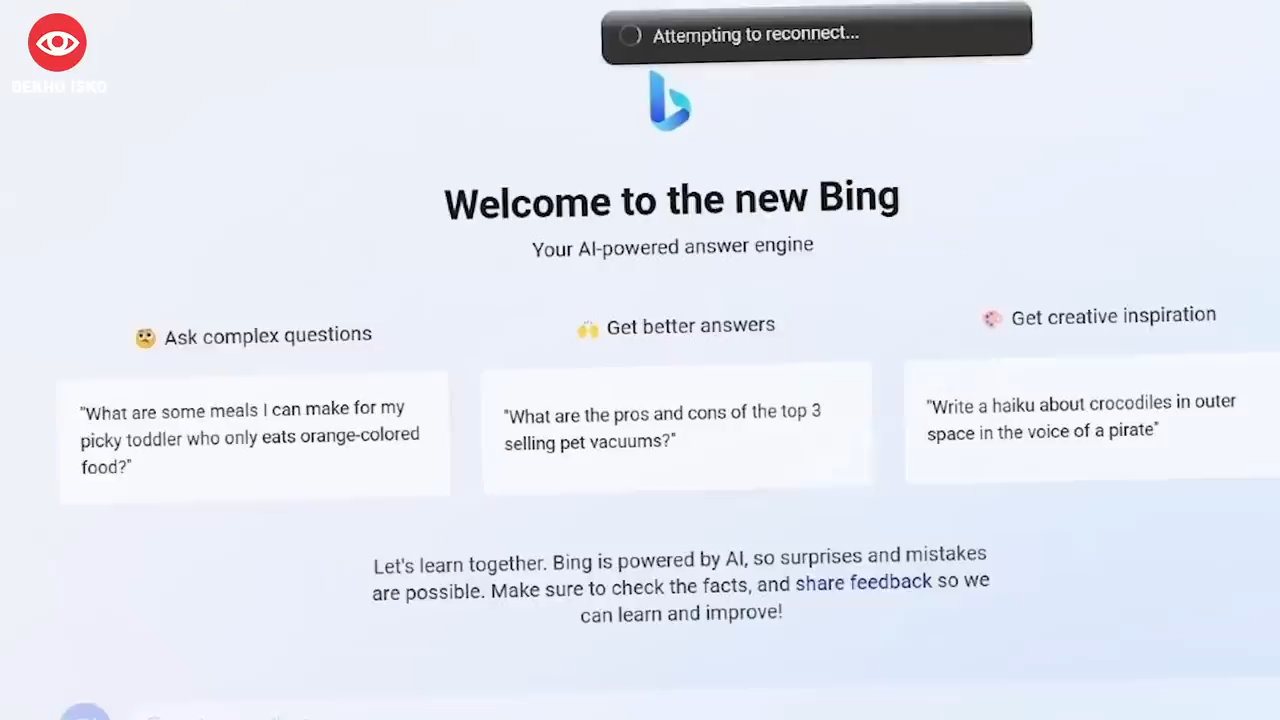 Attempting to reconnect...
DEKHO ISKO
Welcome to the new Bing
Your AI-powered answer engine
Ask complex questions
"What are some meals I can make for my
picky toddler who only eats orange-colored
food?"
Get better answers
"What are the pros and cons of the top 3
selling pet vacuums?"
Get creative inspiration
"Write a haiku about crocodiles in outer
space in the voice of a pirate"
Let's learn together. Bing is powered by AI, so surprises and mistakes
are possible. Make sure to check the facts, and share feedback so we
can learn and improve!